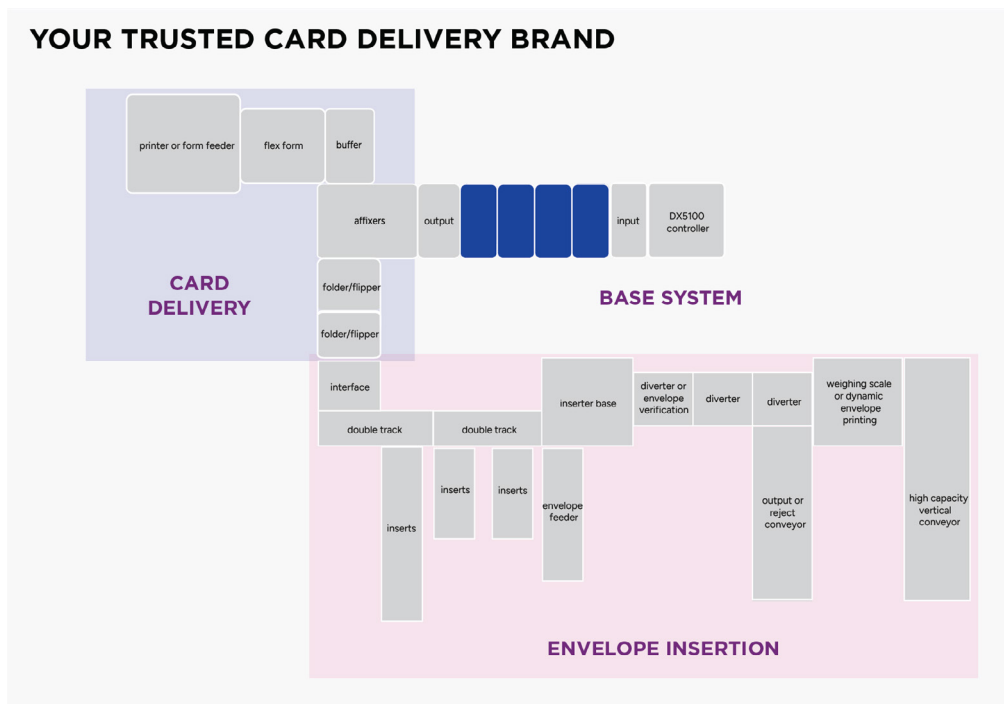 YOUR TRUSTED CARD DELIVERY BRAND
printer or form feeder
flex form
buffer
affixers
output
input
DX5100
controller
CARD
DELIVERY
folder/flipper
folder/flipper
BASE SYSTEM
interface
double track
double track
inserter base
diverter or
envelope
verification
diverter
diverter
weighing scale
or dynamic
envelope
printing
inserts
inserts
inserts
envelope
feeder
output or
reject
conveyor
high capacity
vertical
conveyor
ENVELOPE INSERTION